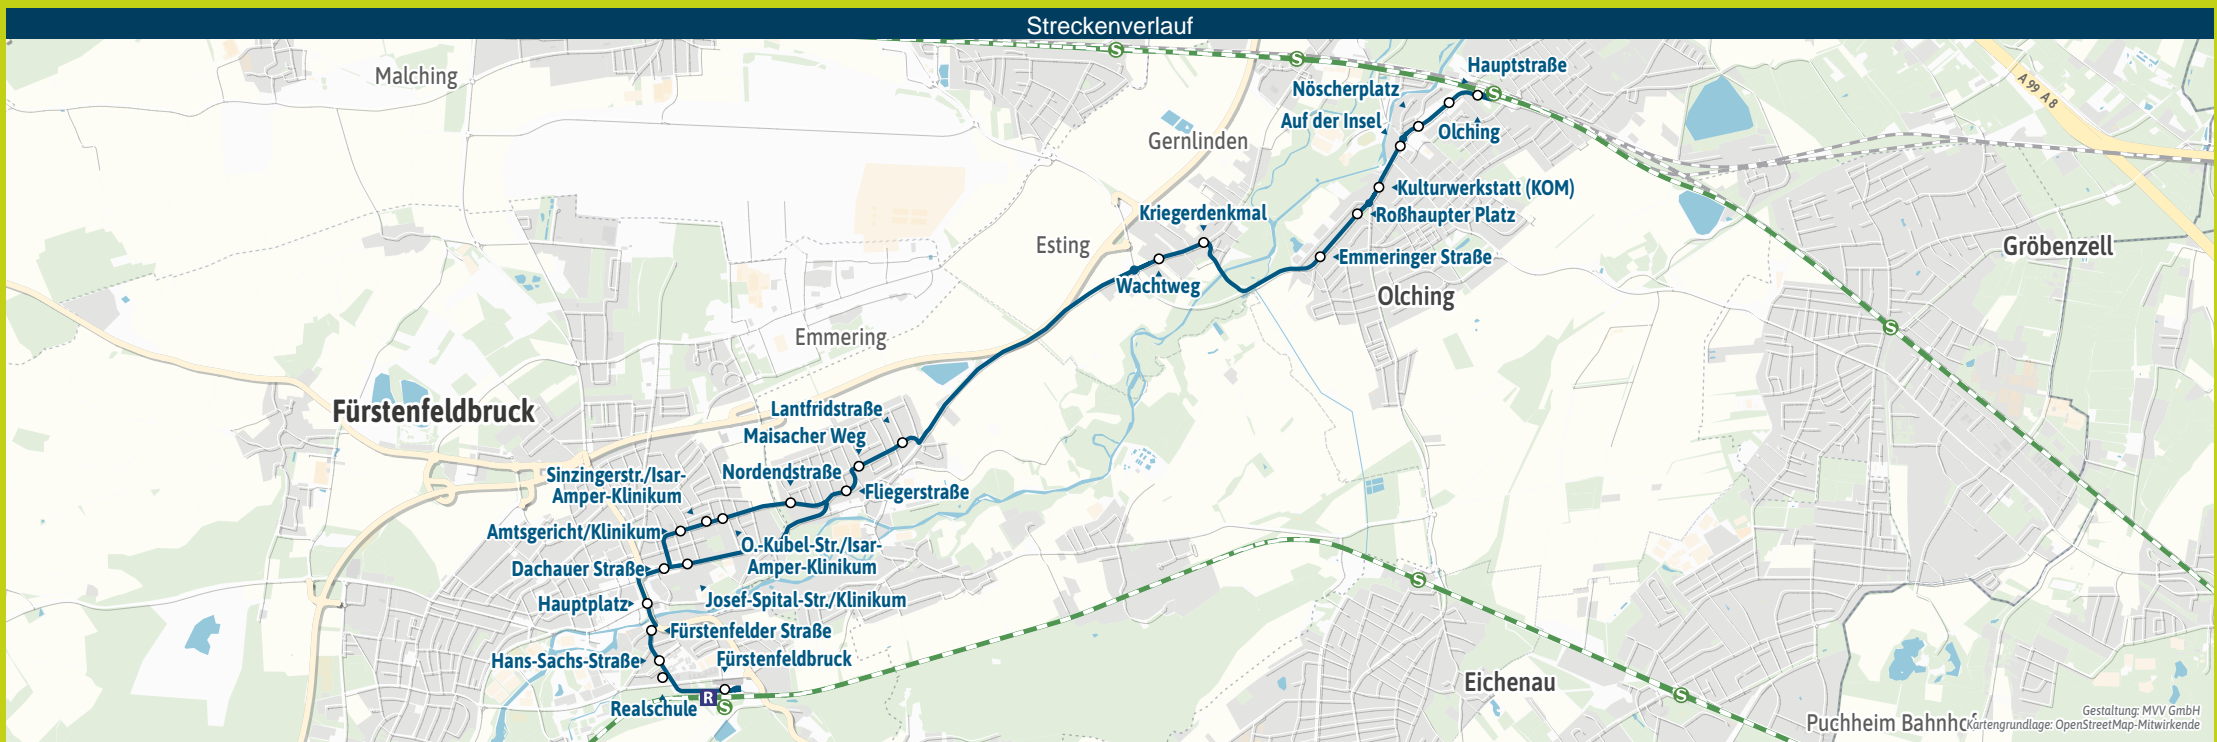 Streckenverlauf
Malching
Hauptstraße
Nöscherplatz
A 99 A 8
Auf der Insel
Olching
Gernlinden
Kulturwerkstatt (KOM)
Kriegerdenkmal
Roßhaupter Platz
Esting
Gröbenzell
Emmeringer Straße
Wachtweg
Olching
Emmering
Fürstenfeldbruck
Lantfridstraße
Maisacher Weg
Nordendstraße
Sinzingerstr./Isar-
Amper-Klinikum
Fliegerstraße
Amtsgericht/Klinikum
O.-Kubel-Str./Isar-
Amper-Klinikum
Dachauer Straße
Josef-Spital-Str./Klinikum
Hauptplatz
Fürstenfelder Straße
Hans-Sachs-Straße
Fürstenfeldbruck
Eichenau
R
Realschule
S
S
S
S
S
S
S
Puchheim Bahnhof
Gestaltung: MVV GmbH
Kartengrundlage: OpenStreetMap-Mitwirkende